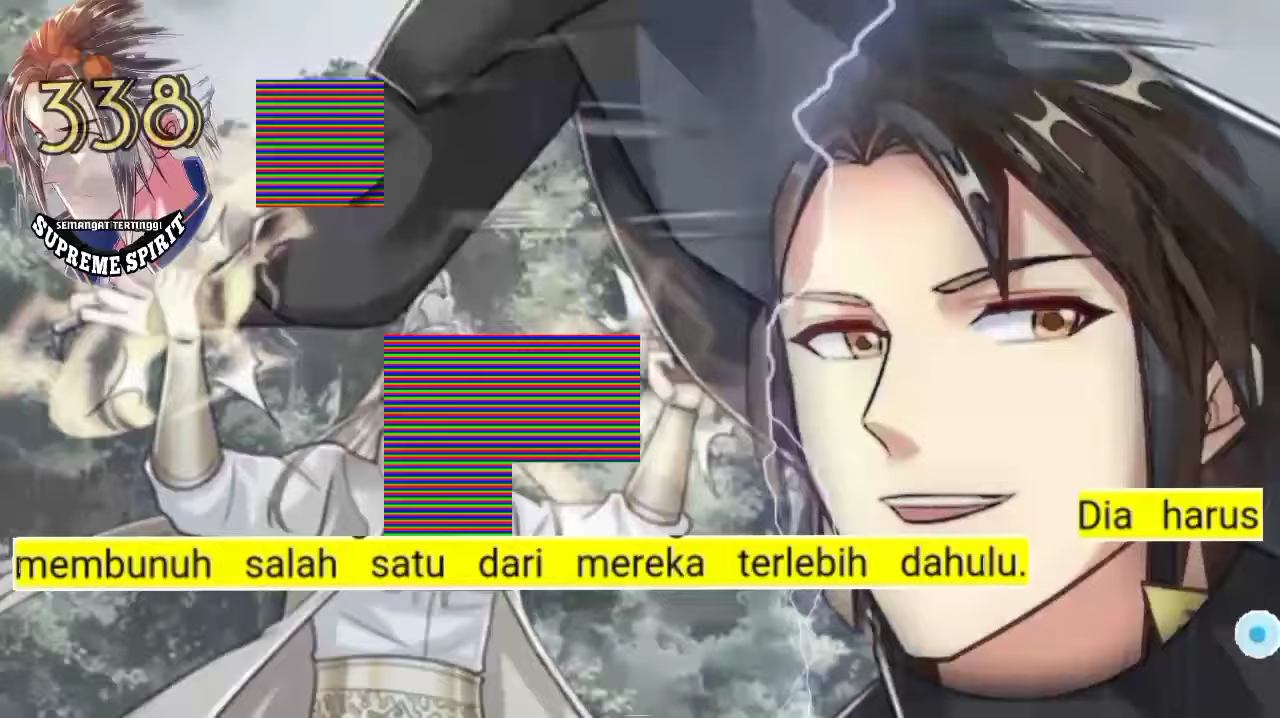 338
SEMANGAT TERTINGGI
SUPREME SPIRIT
Dia harus
membunuh salah satu dari mereka terlebih dahulu.